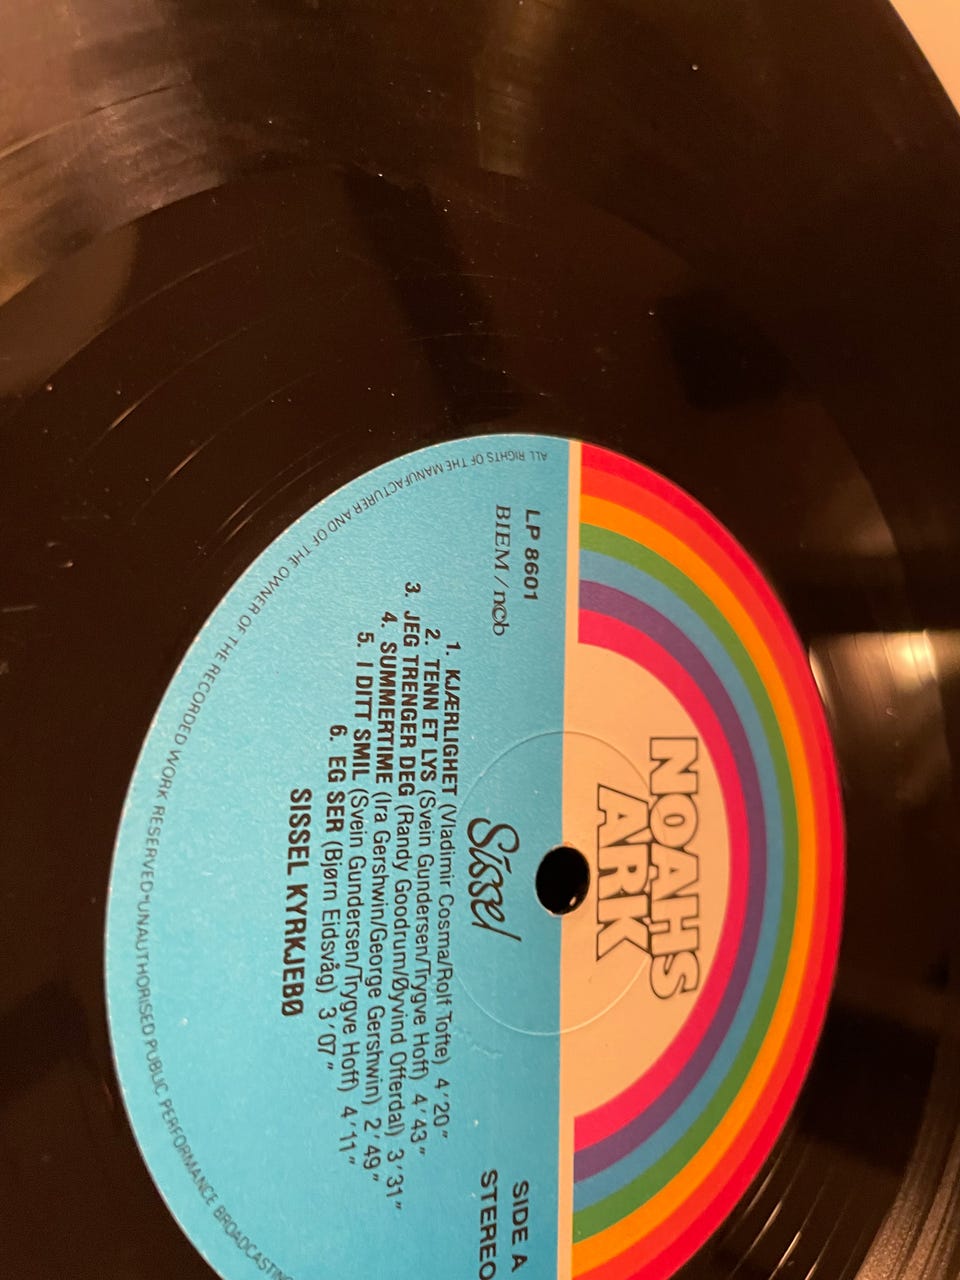 NOAHS
ARK
LP 8601
BIEM / ncb
SIDE A
STEREO
Sissel
1. KJÆRLIGHET (Vladimir Cosma/Rolf Tofte) 4'20"
2. TENN ET LYS (Svein Gundersen/Trygve Hoff) 4'43"
3. JEG TRENGER DEG (Randy Goodrum/Øyvind Offerdal) 3'31"
4. SUMMERTIME (Ira Gershwin/George Gershwin) 2'49"
5. I DITT SMIL (Svein Gundersen/Trygve Hoff) 4'11"
6. EG SER (Bjørn Eidsvåg) 3'07"
SISSEL KYRKJEBØ
ALL RIGHTS OF THE MANUFACTURER AND OF THE OWNER OF THE RECORDED WORK RESERVED UNAUTHORISED PUBLIC PERFORMANCE BROADCASTING